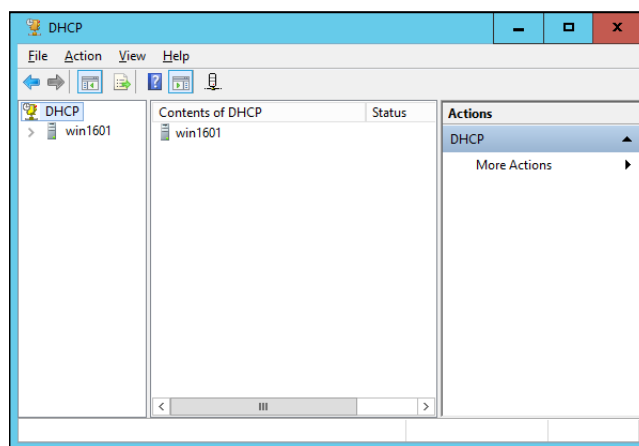 DHCP
File Action View Help
DHCP
win1601
Contents of DHCP Status
win1601
Actions
DHCP
More Actions